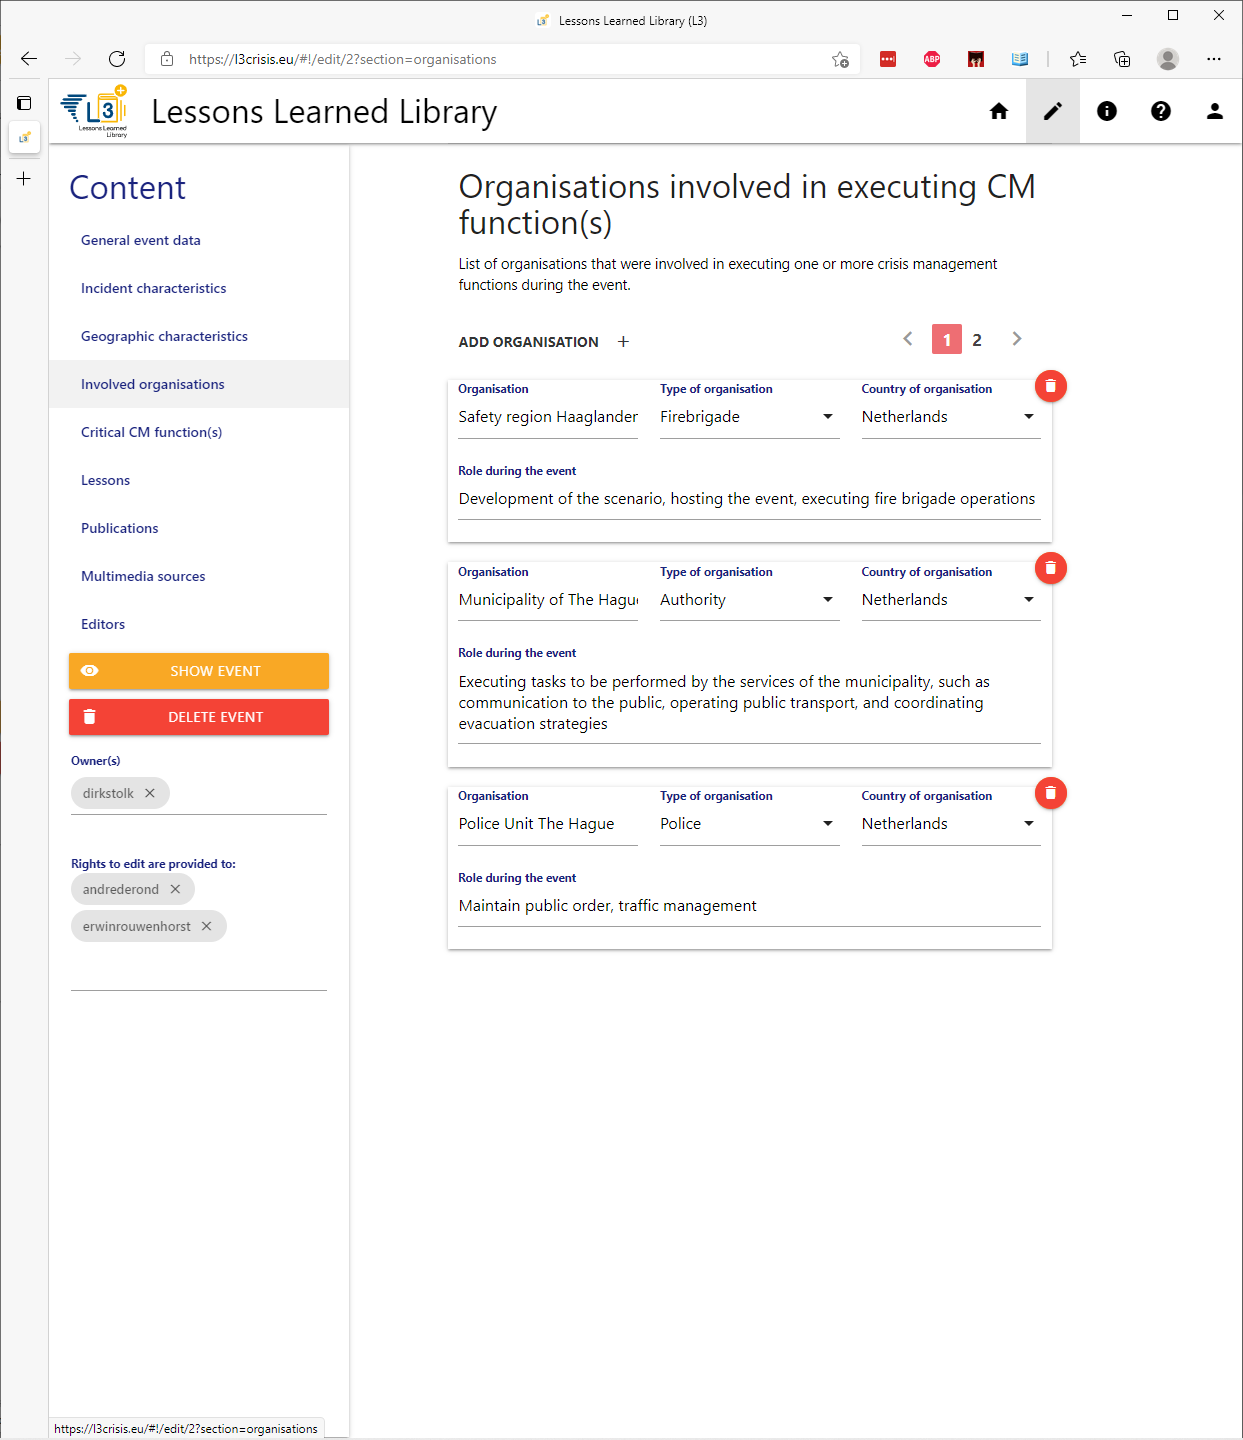 Lessons Learned Library (L3)
https://l3crisis.eu/#!/edit/2?section=organisations
ABP
L3
Lessons Learned
Library
Lessons Learned Library
Content
General event data
Incident characteristics
Geographic characteristics
Involved organisations
Critical CM function(s)
Lessons
Publications
Multimedia sources
Editors
SHOW EVENT
DELETE EVENT
Owner(s)
dirkstolk
Rights to edit are provided to:
andrederond
erwinrouwenhorst
Organisations involved in executing CM
function(s)
List of organisations that were involved in executing one or more crisis management
functions during the event.
ADD ORGANISATION +
1 2
Organisation Type of organisation Country of organisation
Safety region Haaglanden Firebrigade Netherlands
Role during the event
Development of the scenario, hosting the event, executing fire brigade operations
Organisation Type of organisation Country of organisation
Municipality of The Hague Authority Netherlands
Role during the event
Executing tasks to be performed by the services of the municipality, such as
communication to the public, operating public transport, and coordinating
evacuation strategies
Organisation Type of organisation Country of organisation
Police Unit The Hague Police Netherlands
Role during the event
Maintain public order, traffic management
https://l3crisis.eu/#!/edit/2?section=organisations